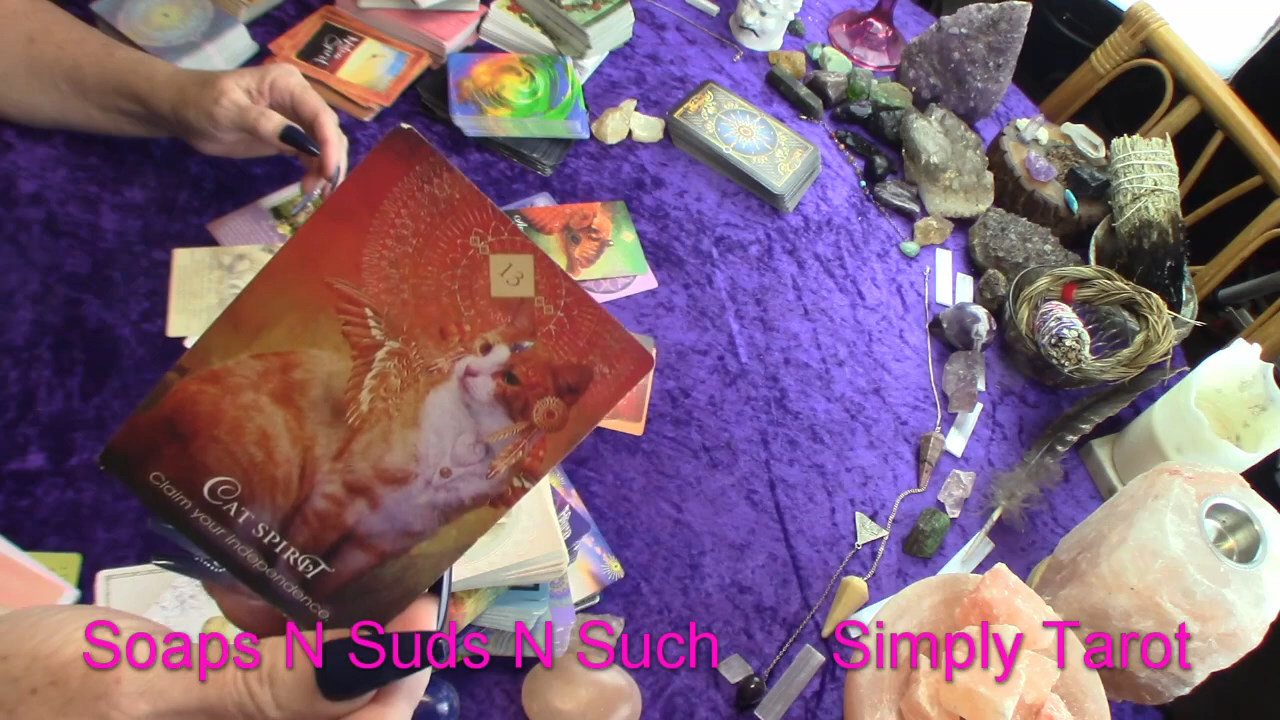 13
CAT SPIRIT
Claim your independence
Soaps N Suds N Such
Simply Tarot